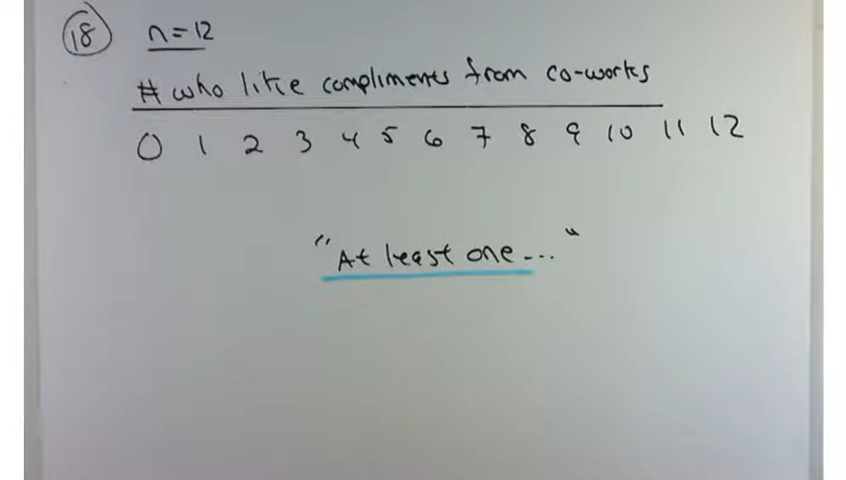 18 n=12
# who like compliments from co-works
0 1 2 3 4 5 6 7 8 9 10 11 12
"At least one..."